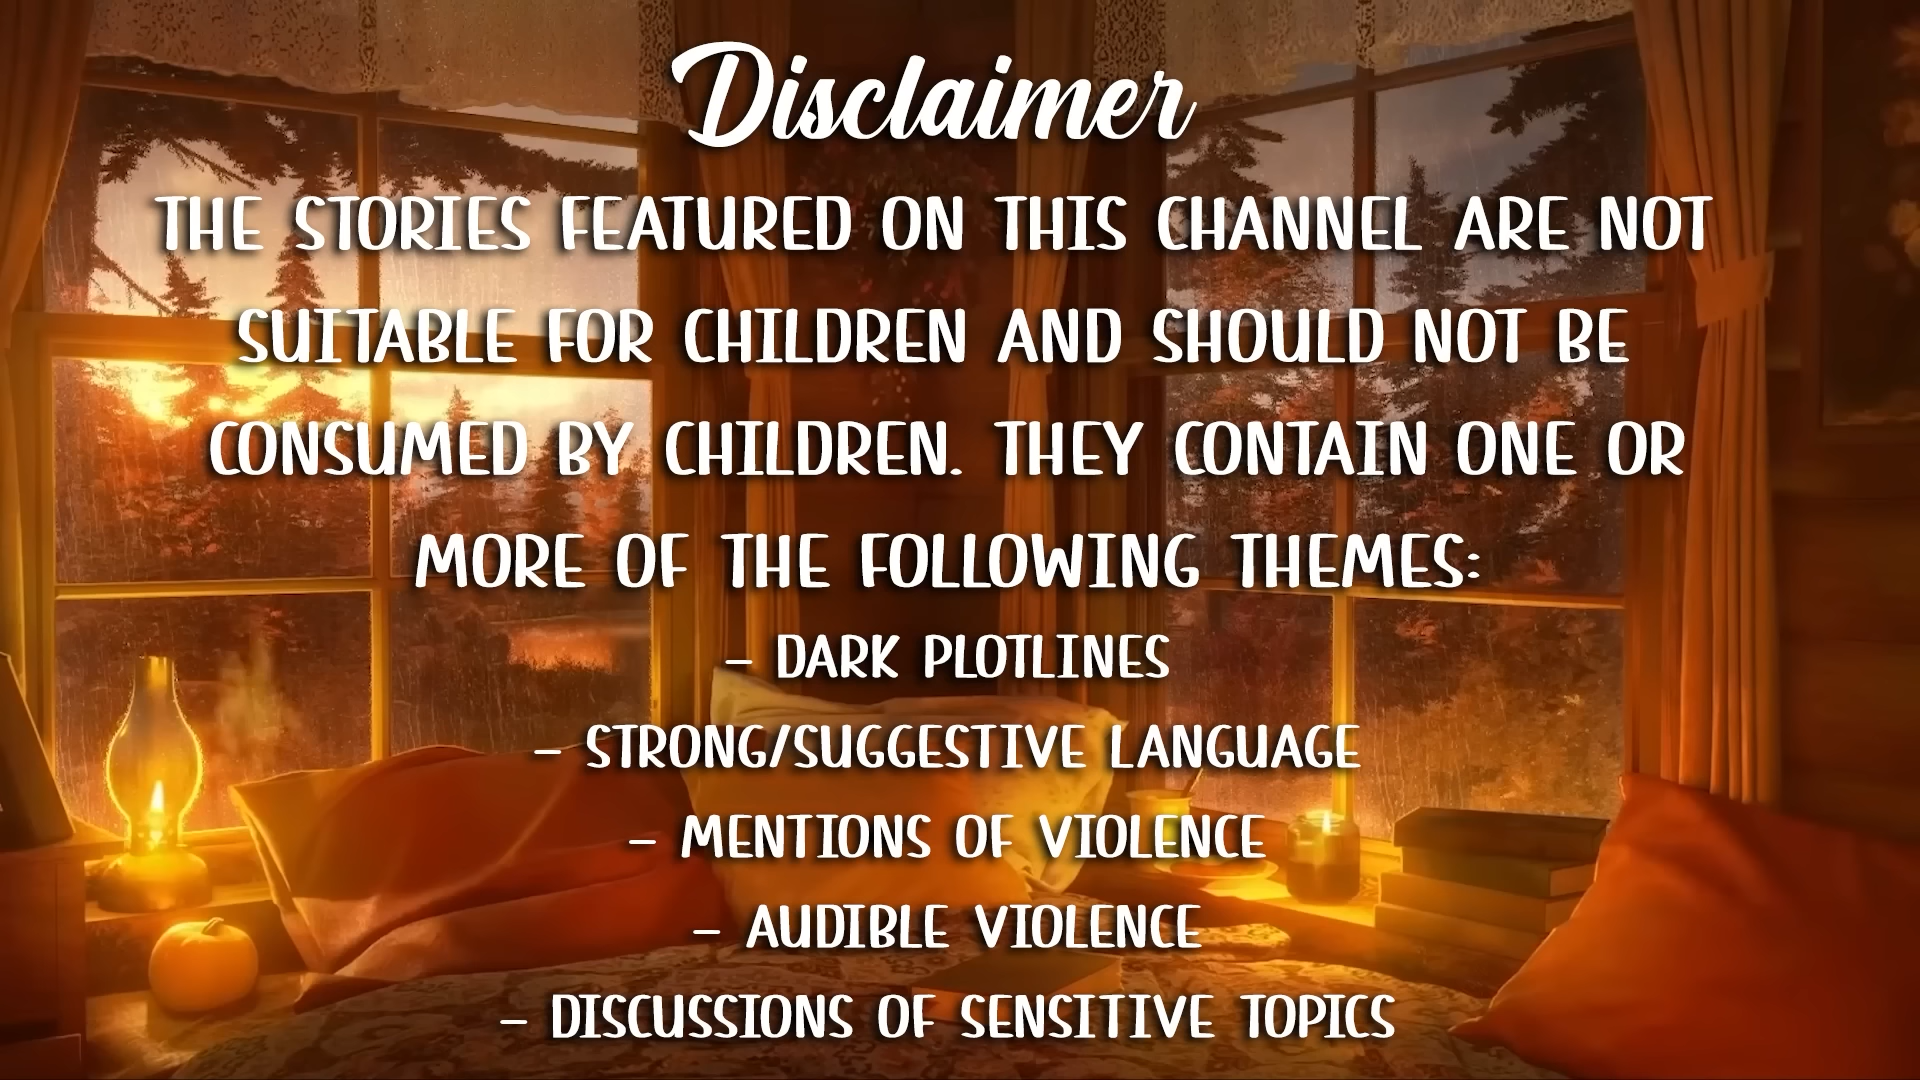 Disclaimer
THE STORIES FEATURED ON THIS CHANNEL ARE NOT
SUITABLE FOR CHILDREN AND SHOULD NOT BE
CONSUMED BY CHILDREN. THEY CONTAIN ONE OR
MORE OF THE FOLLOWING THEMES:
– DARK PLOTLINES
– STRONG/SUGGESTIVE LANGUAGE
– MENTIONS OF VIOLENCE
– AUDIBLE VIOLENCE
– DISCUSSIONS OF SENSITIVE TOPICS